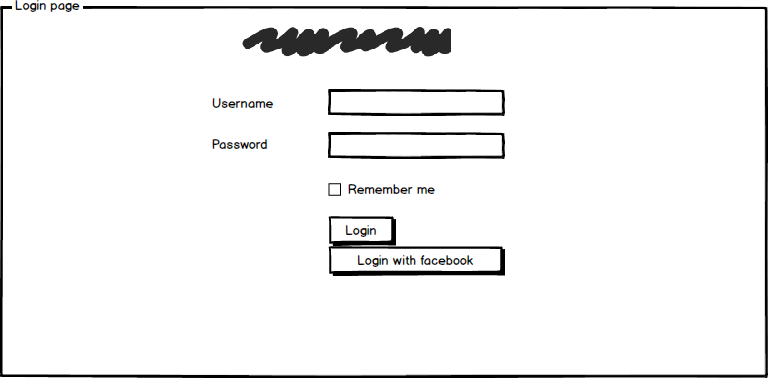 Login page
Username
Password
Remember me
Login
Login with facebook